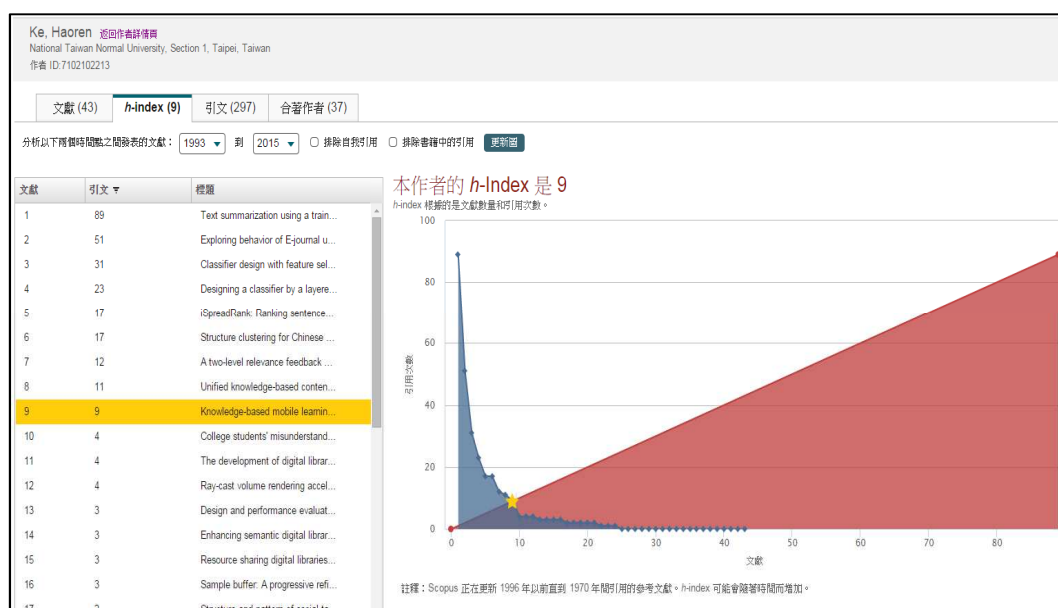 Ke, Haoren 返回作者詳情頁
National Taiwan Normal University, Section 1, Taipei, Taiwan
作者 ID:7102102213
文獻 (43) h-index (9) 引文 (297) 合著作者 (37)
分析以下兩個時間點之間發表的文獻： 1993 到 2015 排除自我引用 排除書籍中的引用 更新圖
文獻 引文 標題
1 89 Text summarization using a train...
2 51 Exploring behavior of E-journal u...
3 31 Classifier design with feature sel...
4 23 Designing a classifier by a layere...
5 17 iSpreadRank: Ranking sentence...
6 17 Structure clustering for Chinese ...
7 12 A two-level relevance feedback ...
8 11 Unified knowledge-based conten...
9 9 Knowledge-based mobile learnin...
10 4 College students' misunderstand...
11 4 The development of digital librar...
12 4 Ray-cast volume rendering accel...
13 3 Design and performance evaluat...
14 3 Enhancing semantic digital librar...
15 3 Resource sharing digital libraries...
16 3 Sample buffer: A progressive refi...
本作者的 h-Index 是 9
h-index 根據的是文獻數量和引用次數。
100
80
60
40
20
0
引用次數
0 10 20 30 40 50 60 70 80
文獻
註釋：Scopus 正在更新 1996 年以前直到 1970 年間引用的參考文獻。h-index 可能會隨著時間而增加。